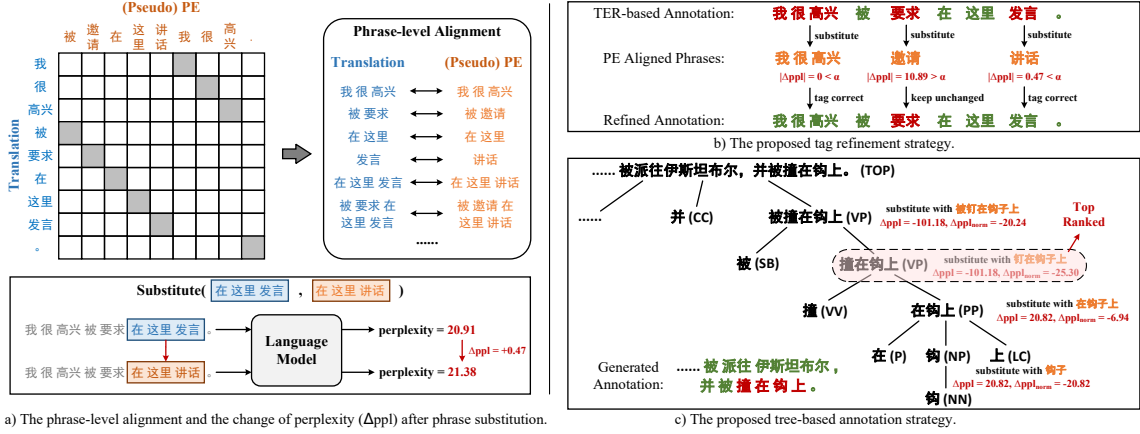 (Pseudo) PE
被 邀请 在 这里 讲话 我 很 高兴 .
Translation
我
很
高兴
被
要求
在
这里
发言
。
Phrase-level Alignment
Translation (Pseudo) PE
我 很 高兴 我 很 高兴
被 要求 被 邀请
在 这里 在 这里
发言 讲话
在 这里 发言 在 这里 讲话
被 要求 在 这里 发言 被 邀请 在 这里 讲话
......
Substitute( 在 这里 发言 , 在 这里 讲话 )
我 很 高兴 被 要求 在 这里 发言 。
Language Model
perplexity = 20.91
Δppl = +0.47
我 很 高兴 被 要求 在 这里 讲话 。
perplexity = 21.38
a) The phrase-level alignment and the change of perplexity (Δppl) after phrase substitution.
TER-based Annotation: 我 很 高兴 被 要求 在 这里 发言 。
substitute substitute substitute
PE Aligned Phrases: 我 很 高兴 邀请 讲话
|Δppl| = 0 < α |Δppl| = 10.89 > α |Δppl| = 0.47 < α
tag correct keep unchanged tag correct
Refined Annotation: 我 很 高兴 被 要求 在 这里 发言 。
b) The proposed tag refinement strategy.
...... 被派往伊斯坦布尔，并被撞在钩上。(TOP)
......
并 (CC)
被撞在钩上 (VP)
substitute with 被钉在钩子上
Δppl = -101.18, Δppl_norm = -20.24
Top Ranked
被 (SB)
撞在钩上 (VP)
substitute with 钉在钩子上
Δppl = -101.18, Δppl_norm = -25.30
撞 (VV)
在钩上 (PP)
substitute with 在钩子上
Δppl = 20.82, Δppl_norm = -6.94
在 (P)
钩 (NP)
上 (LC)
substitute with 钩子
Δppl = 20.82, Δppl_norm = -20.82
钩 (NN)
Generated Annotation:
...... 被 派往 伊斯坦布尔，
并 被 撞 在 钩 上 。
c) The proposed tree-based annotation strategy.